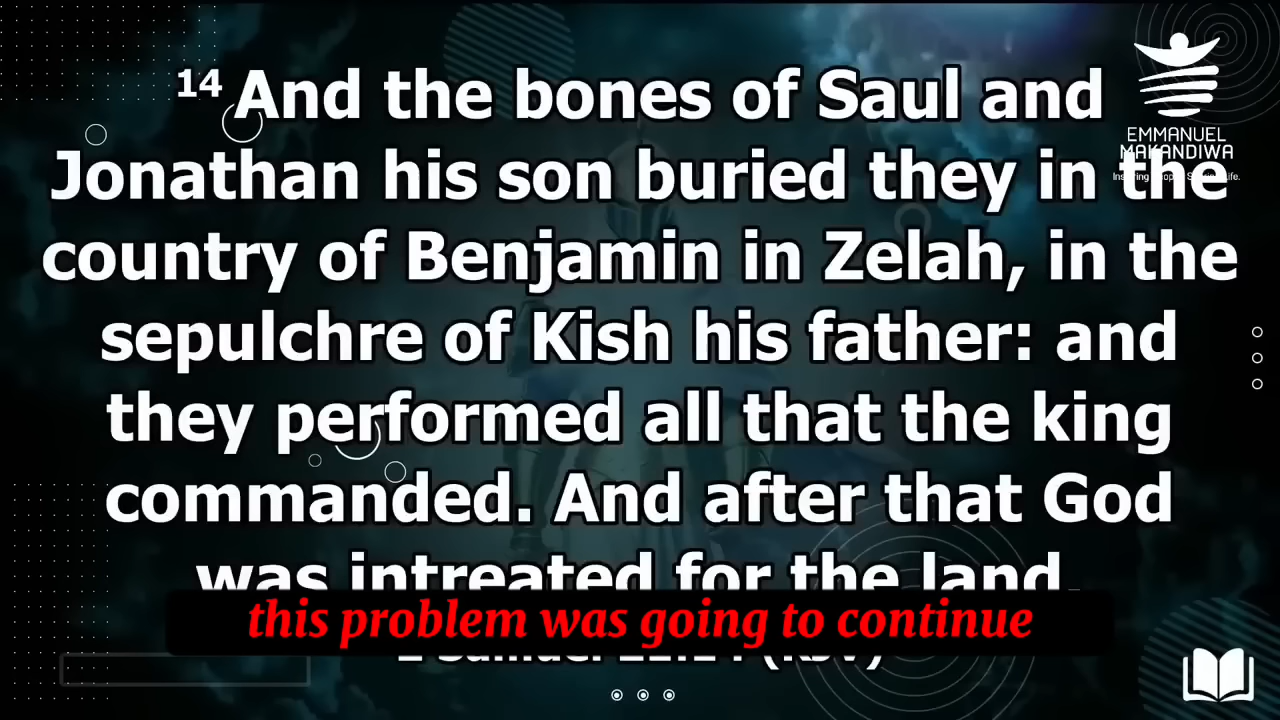 14 And the bones of Saul and
Jonathan his son buried they in the
country of Benjamin in Zelah, in the
sepulchre of Kish his father: and
they performed all that the king
commanded. And after that God
was intreated for the land.
this problem was going to continue
EMMANUEL
MAKANDIWA